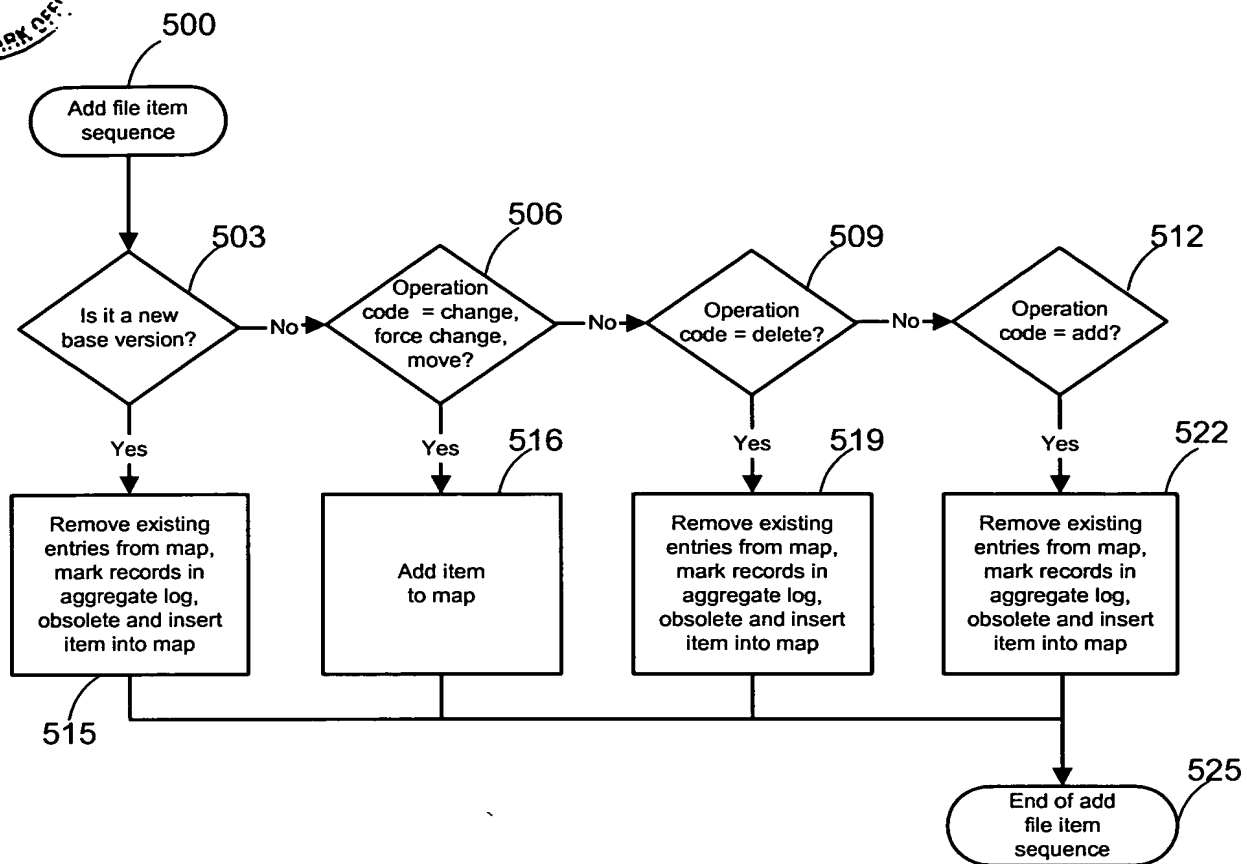 500
Add file item
sequence
503
Is it a new
base version?
No
506
Operation
code = change,
force change,
move?
No
509
Operation
code = delete?
No
512
Operation
code = add?
Yes
Yes
Yes
Yes
515
Remove existing
entries from map,
mark records in
aggregate log,
obsolete and insert
item into map
516
Add item
to map
519
Remove existing
entries from map,
mark records in
aggregate log,
obsolete and insert
item into map
522
Remove existing
entries from map,
mark records in
aggregate log,
obsolete and insert
item into map
525
End of add
file item
sequence